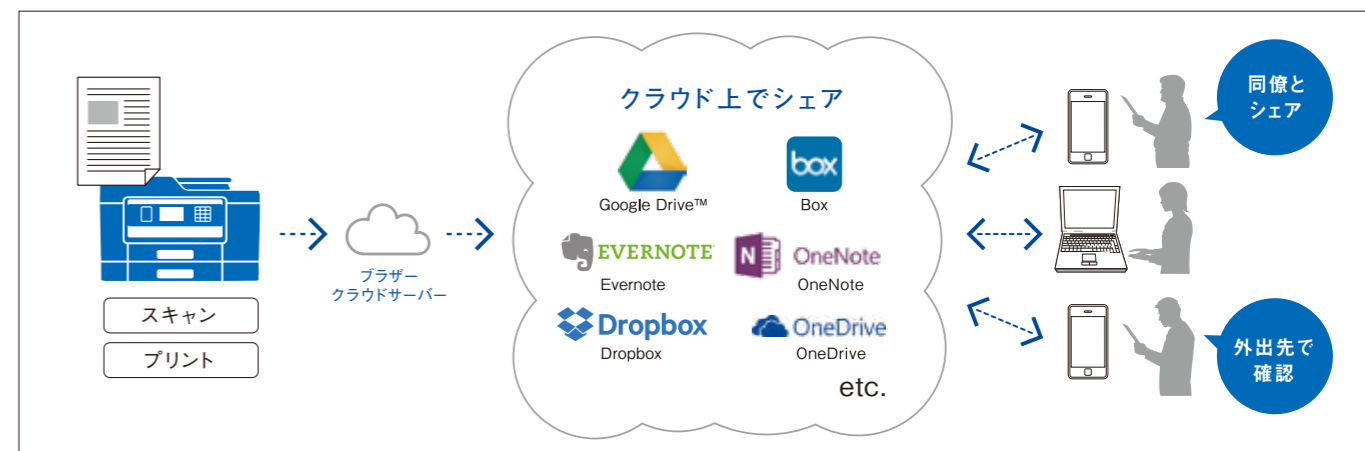 スキャン
プリント
ブラザー
クラウドサーバー
クラウド上でシェア
Google Drive™
box
Box
EVERNOTE
Evernote
N
OneNote
OneNote
Dropbox
Dropbox
OneDrive
OneDrive
etc.
同僚と
シェア
外出先で
確認